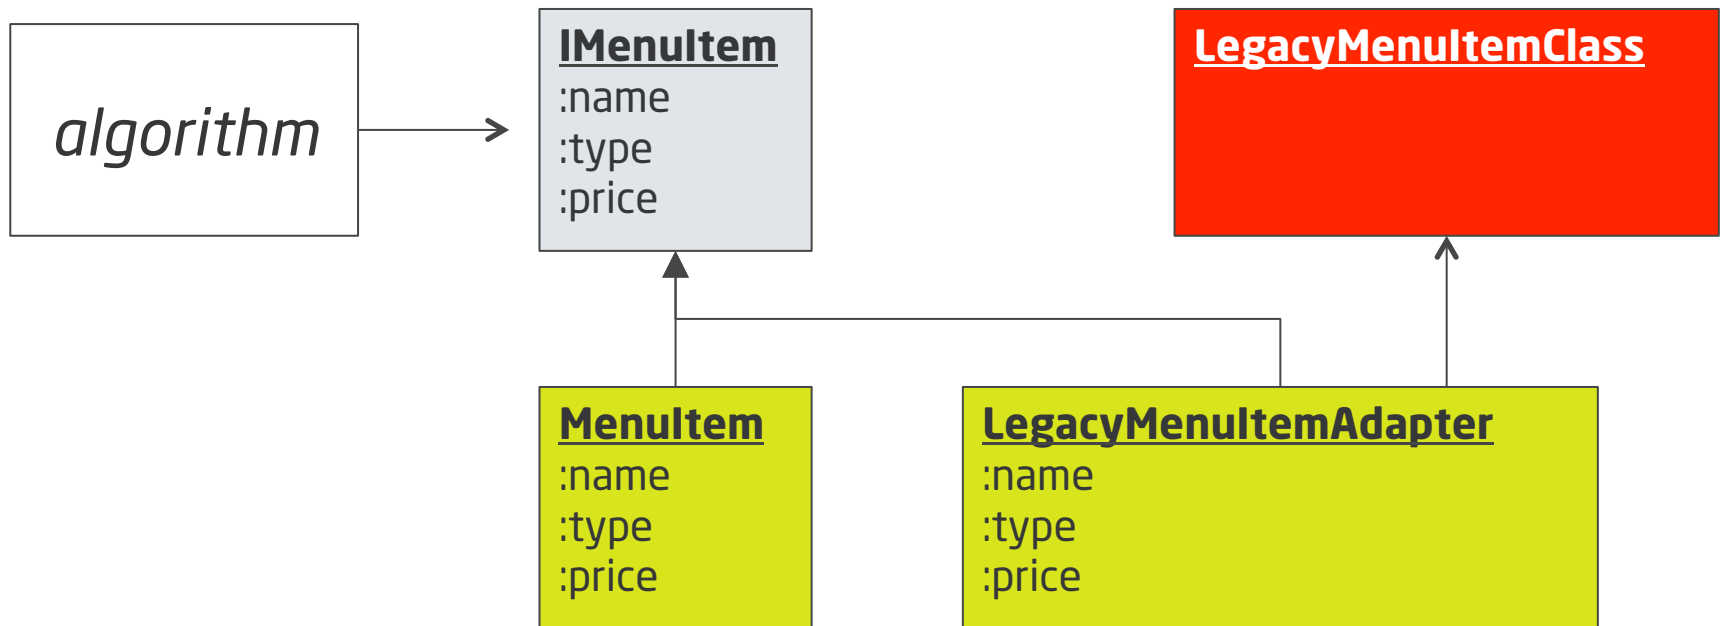 algorithm
IMenuItem
:name
:type
:price
LegacyMenuItemClass
MenuItem
:name
:type
:price
LegacyMenuItemAdapter
:name
:type
:price